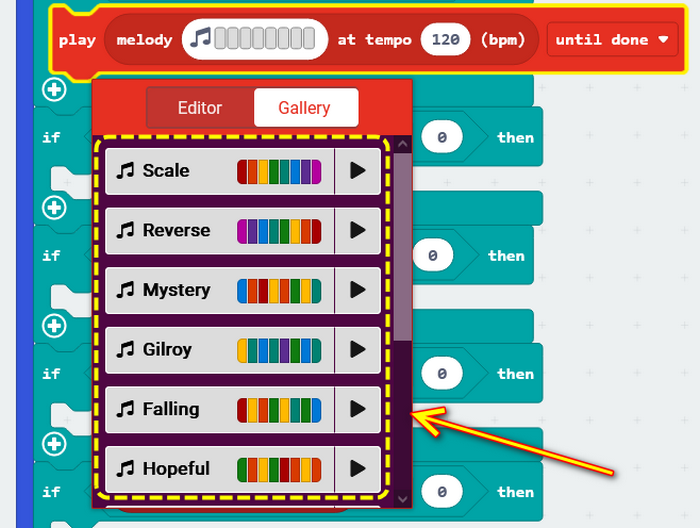 play melody at tempo 120 (bpm) until done
Editor Gallery
if 0 then
Scale
Reverse
if 0 then
Mystery
Gilroy
if 0 then
Falling
Hopeful
if 0 then